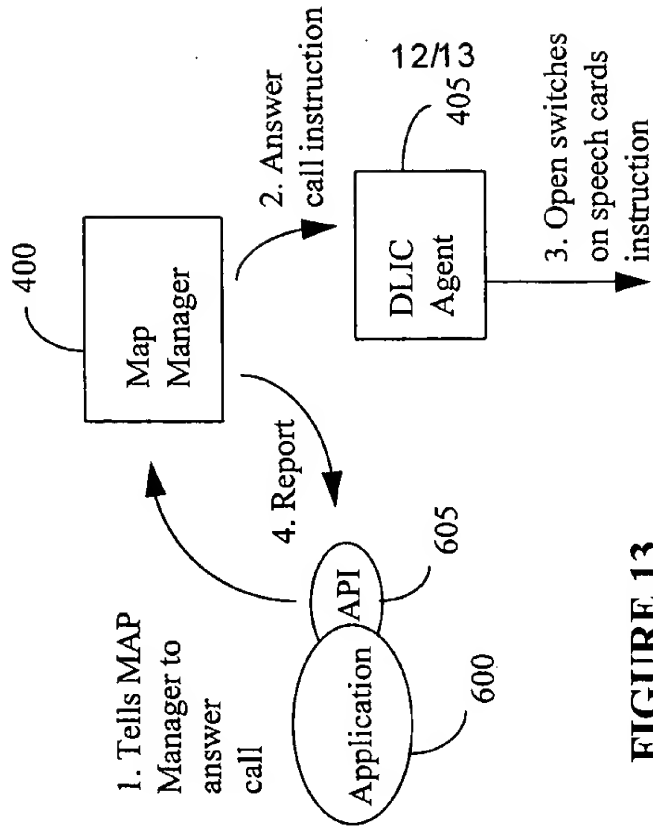 12/13
1. Tells MAP
Manager to
answer
call
400
Map
Manager
2. Answer
call instruction
4. Report
Application
API
600
605
DLIC
Agent
405
3. Open switches
on speech cards
instruction
FIGURE 13